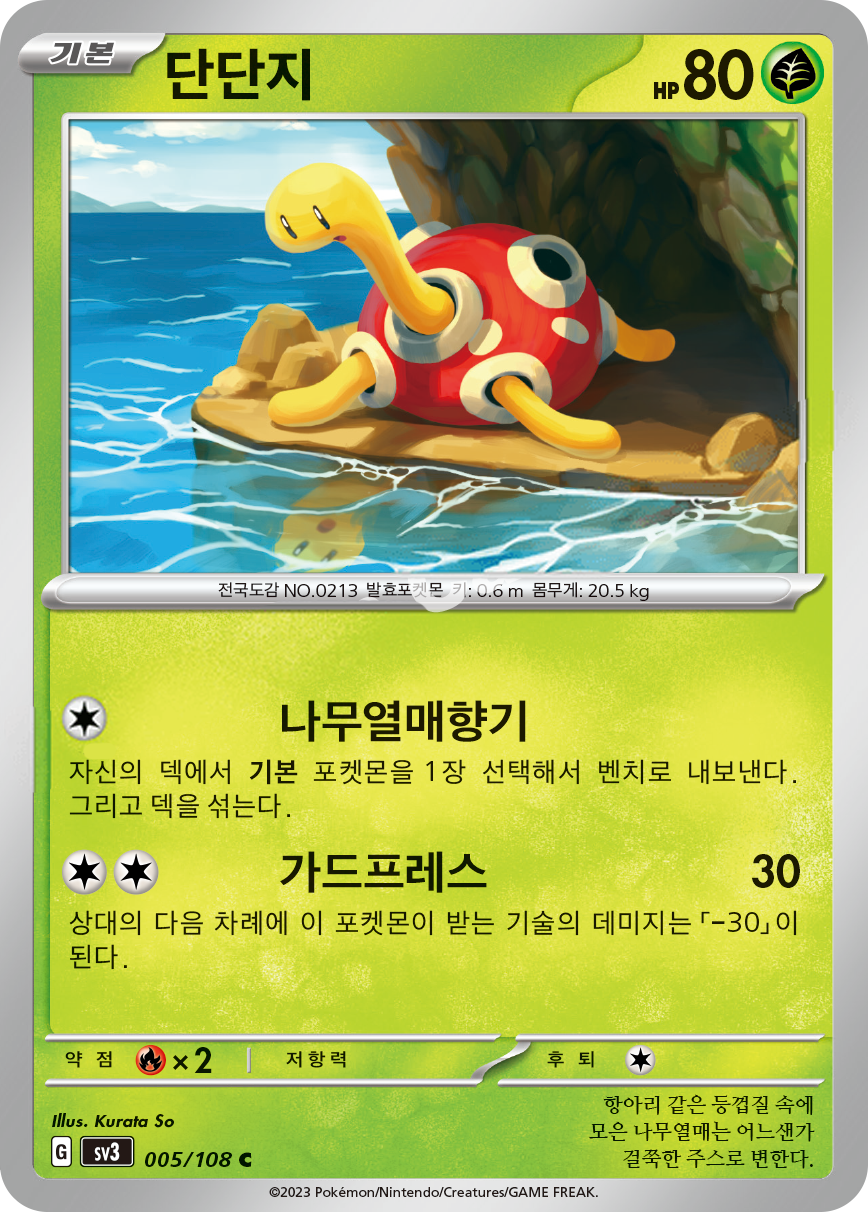 기본 단단지 HP 80
전국도감 NO.0213 발효포켓몬 키: 0.6 m 몸무게: 20.5 kg
나무열매향기
자신의 덱에서 기본 포켓몬을 1장 선택해서 벤치로 내보낸다.
그리고 덱을 섞는다.
가드프레스 30
상대의 다음 차례에 이 포켓몬이 받는 기술의 데미지는 「-30」이
된다.
약점 ×2 저항력 후퇴
항아리 같은 등껍질 속에
모은 나무열매는 어느샌가
걸쭉한 주스로 변한다.
Illus. Kurata So
G sv3 005/108 C
©2023 Pokémon/Nintendo/Creatures/GAME FREAK.